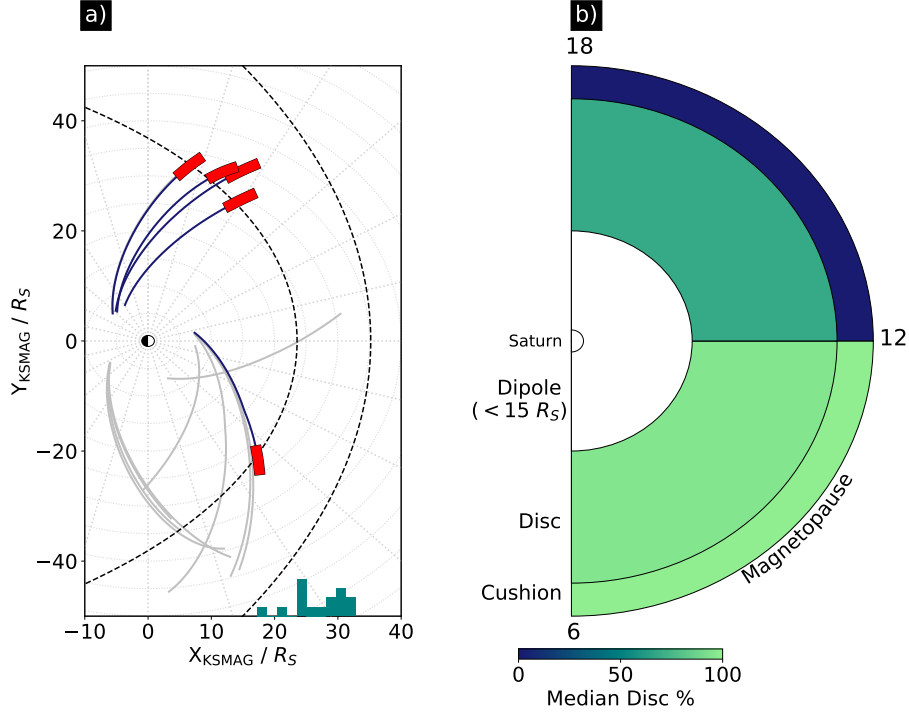 a)
40
20
0
−20
−40
Y_KSMAG / R_S
−10
0
10
20
30
40
X_KSMAG / R_S
b)
18
12
Saturn
Dipole
(< 15 R_S)
Disc
Cushion
Magnetopause
6
0
50
100
Median Disc %